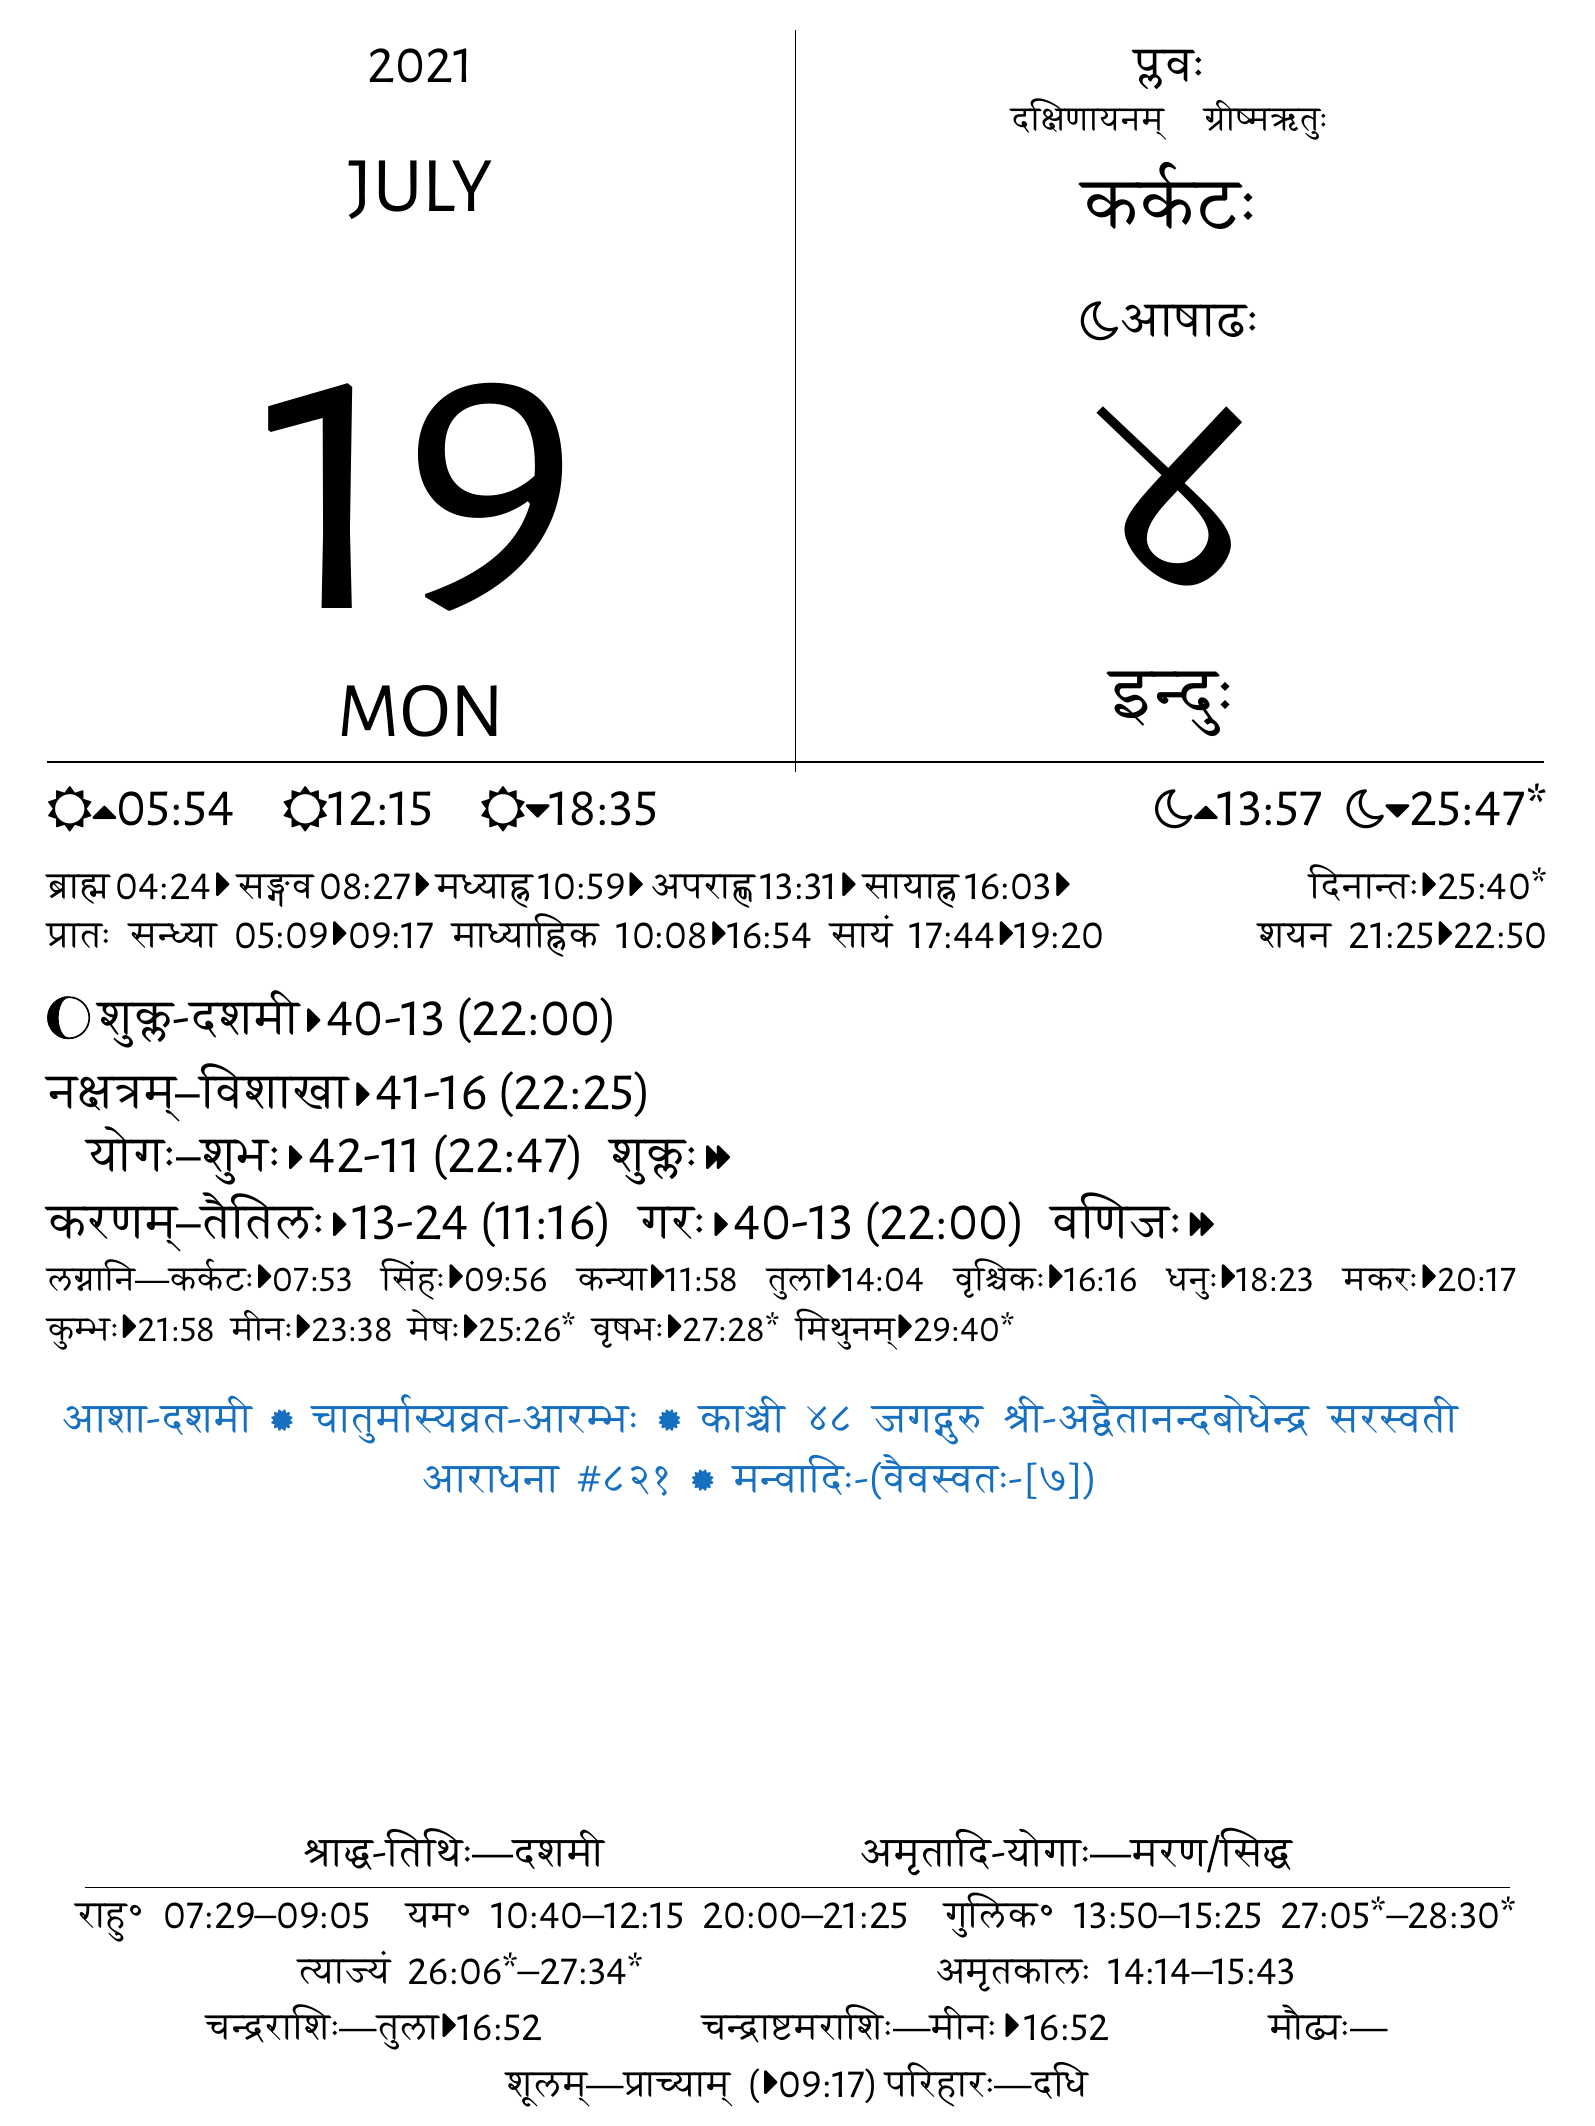 2021
JULY
19
MON
प्लवः
दक्षिणायनम् ग्रीष्मऋतुः
कर्कटः
आषाढः
४
इन्दुः
05:54 12:15 18:35 13:57 25:47*
ब्राह्म 04:24 सङ्गव 08:27 मध्याह्न 10:59 अपराह्ण 13:31 सायाह्न 16:03 दिनान्तः 25:40*
प्रातः सन्ध्या 05:09 09:17 माध्याह्निक 10:08 16:54 सायं 17:44 19:20 शयन 21:25 22:50
शुक्ल-दशमी 40-13 (22:00)
नक्षत्रम्–विशाखा 41-16 (22:25)
योगः–शुभः 42-11 (22:47) शुक्लः
करणम्–तैतिलः 13-24 (11:16) गरः 40-13 (22:00) वणिजः
लग्नानि—कर्कटः 07:53 सिंहः 09:56 कन्या 11:58 तुला 14:04 वृश्चिकः 16:16 धनुः 18:23 मकरः 20:17
कुम्भः 21:58 मीनः 23:38 मेषः 25:26* वृषभः 27:28* मिथुनम् 29:40*
आशा-दशमी ✹ चातुर्मास्यव्रत-आरम्भः ✹ काञ्ची ४८ जगद्गुरु श्री-अद्वैतानन्दबोधेन्द्र सरस्वती
आराधना #८२१ ✹ मन्वादिः-(वैवस्वतः-[७])
श्राद्ध-तिथिः—दशमी अमृतादि-योगाः—मरण/सिद्ध
राहु॰ 07:29–09:05 यम॰ 10:40–12:15 20:00–21:25 गुलिक॰ 13:50–15:25 27:05*–28:30*
त्याज्यं 26:06*–27:34* अमृतकालः 14:14–15:43
चन्द्रराशिः—तुला 16:52 चन्द्राष्टमराशिः—मीनः 16:52 मौढ्यः—
शूलम्—प्राच्याम् (09:17) परिहारः—दधि